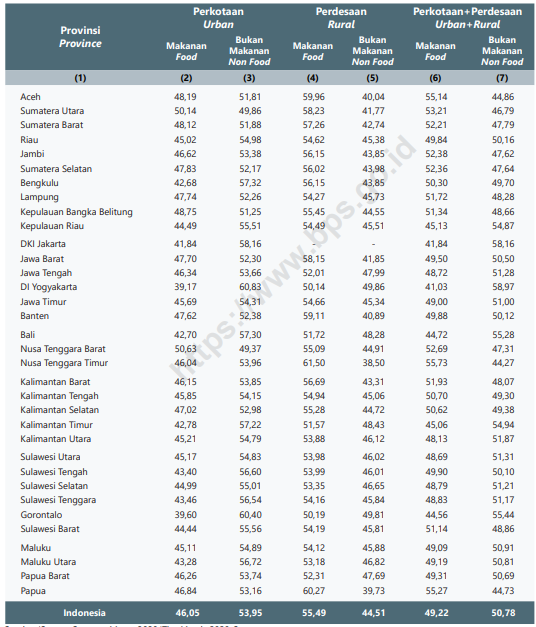 Provinsi Province Perkotaan Urban Perdesaan Rural Perkotaan+Perdesaan Urban+Rural
Makanan Food Bukan Makanan Non Food Makanan Food Bukan Makanan Non Food Makanan Food Bukan Makanan Non Food
(1) (2) (3) (4) (5) (6) (7)
Aceh 48,19 51,81 59,96 40,04 55,14 44,86
Sumatera Utara 50,14 49,86 58,23 41,77 53,21 46,79
Sumatera Barat 48,12 51,88 57,26 42,74 52,21 47,79
Riau 45,02 54,98 54,62 45,38 49,84 50,16
Jambi 46,62 53,38 56,15 43,85 52,38 47,62
Sumatera Selatan 47,83 52,17 56,02 43,98 52,36 47,64
Bengkulu 42,68 57,32 56,15 43,85 50,30 49,70
Lampung 47,74 52,26 54,27 45,73 51,72 48,28
Kepulauan Bangka Belitung 48,75 51,25 55,45 44,55 51,34 48,66
Kepulauan Riau 44,49 55,51 54,49 45,51 45,13 54,87
DKI Jakarta 41,84 58,16 - - 41,84 58,16
Jawa Barat 47,70 52,30 58,15 41,85 49,50 50,50
Jawa Tengah 46,34 53,66 52,01 47,99 48,72 51,28
DI Yogyakarta 39,17 60,83 50,14 49,86 41,03 58,97
Jawa Timur 45,69 54,31 54,66 45,34 49,00 51,00
Banten 47,62 52,38 59,11 40,89 49,88 50,12
Bali 42,70 57,30 51,72 48,28 44,72 55,28
Nusa Tenggara Barat 50,63 49,37 55,09 44,91 52,69 47,31
Nusa Tenggara Timur 46,04 53,96 61,50 38,50 55,73 44,27
Kalimantan Barat 46,15 53,85 56,69 43,31 51,93 48,07
Kalimantan Tengah 45,85 54,15 54,94 45,06 50,70 49,30
Kalimantan Selatan 47,02 52,98 55,28 44,72 50,62 49,38
Kalimantan Timur 42,78 57,22 51,57 48,43 45,06 54,94
Kalimantan Utara 45,21 54,79 53,88 46,12 48,13 51,87
Sulawesi Utara 45,17 54,83 53,98 46,02 48,69 51,31
Sulawesi Tengah 43,40 56,60 53,99 46,01 49,90 50,10
Sulawesi Selatan 44,99 55,01 53,35 46,65 48,79 51,21
Sulawesi Tenggara 43,46 56,54 54,16 45,84 48,83 51,17
Gorontalo 39,60 60,40 50,19 49,81 44,56 55,44
Sulawesi Barat 44,44 55,56 54,19 45,81 51,14 48,86
Maluku 45,11 54,89 54,12 45,88 49,09 50,91
Maluku Utara 43,28 56,72 53,18 46,82 49,19 50,81
Papua Barat 46,26 53,74 52,31 47,69 49,31 50,69
Papua 46,84 53,16 60,27 39,73 55,27 44,73
Indonesia 46,05 53,95 55,49 44,51 49,22 50,78
https://www.bps.go.id